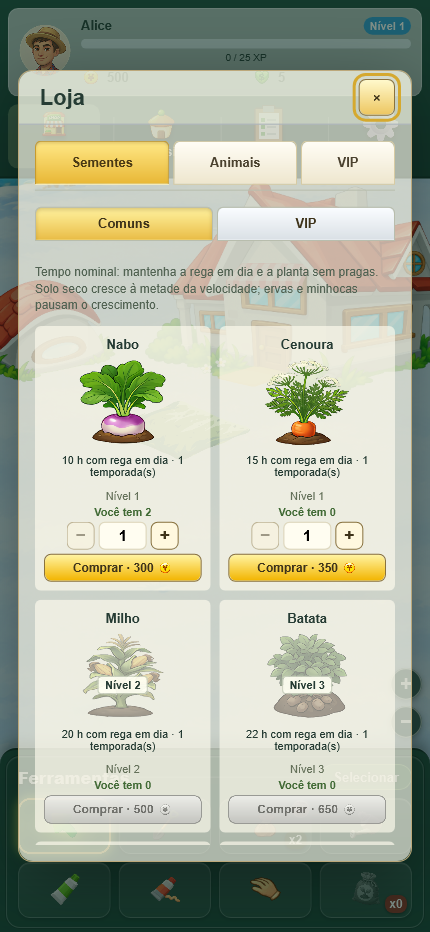 Alice
Nível 1
0 / 25 XP
500
5
Loja
×
Sementes
Animais
VIP
Comuns
VIP
Tempo nominal: mantenha a rega em dia e a planta sem pragas.
Solo seco cresce à metade da velocidade; ervas e minhocas
pausam o crescimento.
Nabo
10 h com rega em dia · 1
temporada(s)
Nível 1
Você tem 2
− 1 +
Comprar · 300
Cenoura
15 h com rega em dia · 1
temporada(s)
Nível 1
Você tem 0
− 1 +
Comprar · 350
Milho
Nível 2
20 h com rega em dia · 1
temporada(s)
Nível 2
Você tem 0
Comprar · 500
Batata
Nível 3
22 h com rega em dia · 1
temporada(s)
Nível 3
Você tem 0
Comprar · 650
+
−
Selecionar
x2
x0